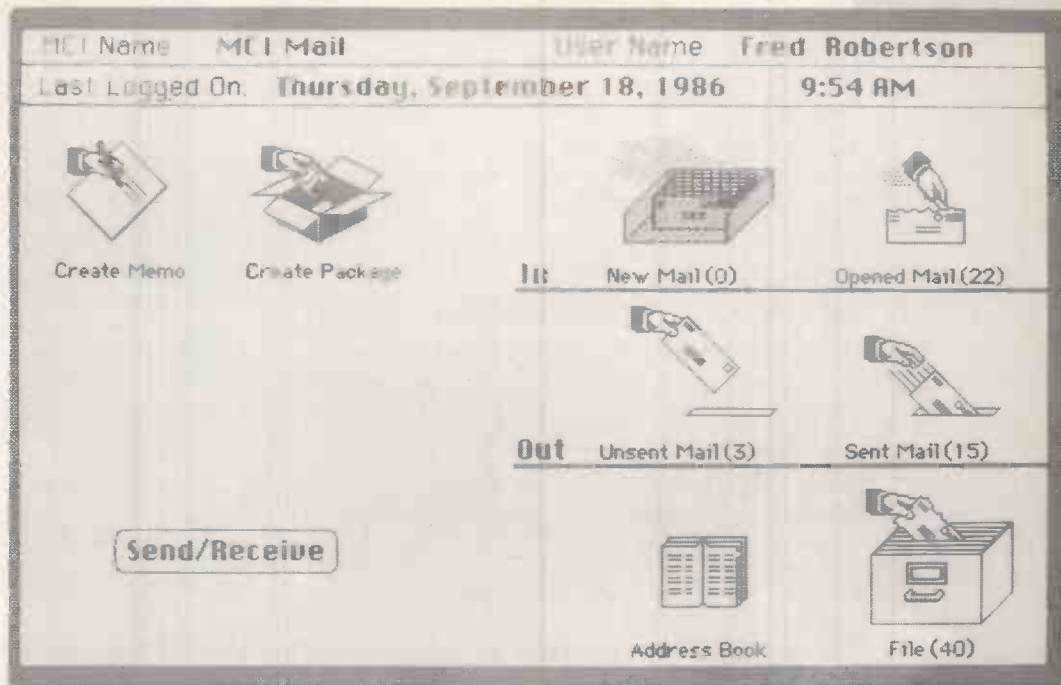 MCI Name MCI Mail User Name Fred Robertson
Last Logged On: Thursday, September 18, 1986 9:54 AM
Create Memo Create Package In: New Mail (0) Opened Mail (22)
Out Unsent Mail (3) Sent Mail (15)
Send/Receive
Address Book File (40)